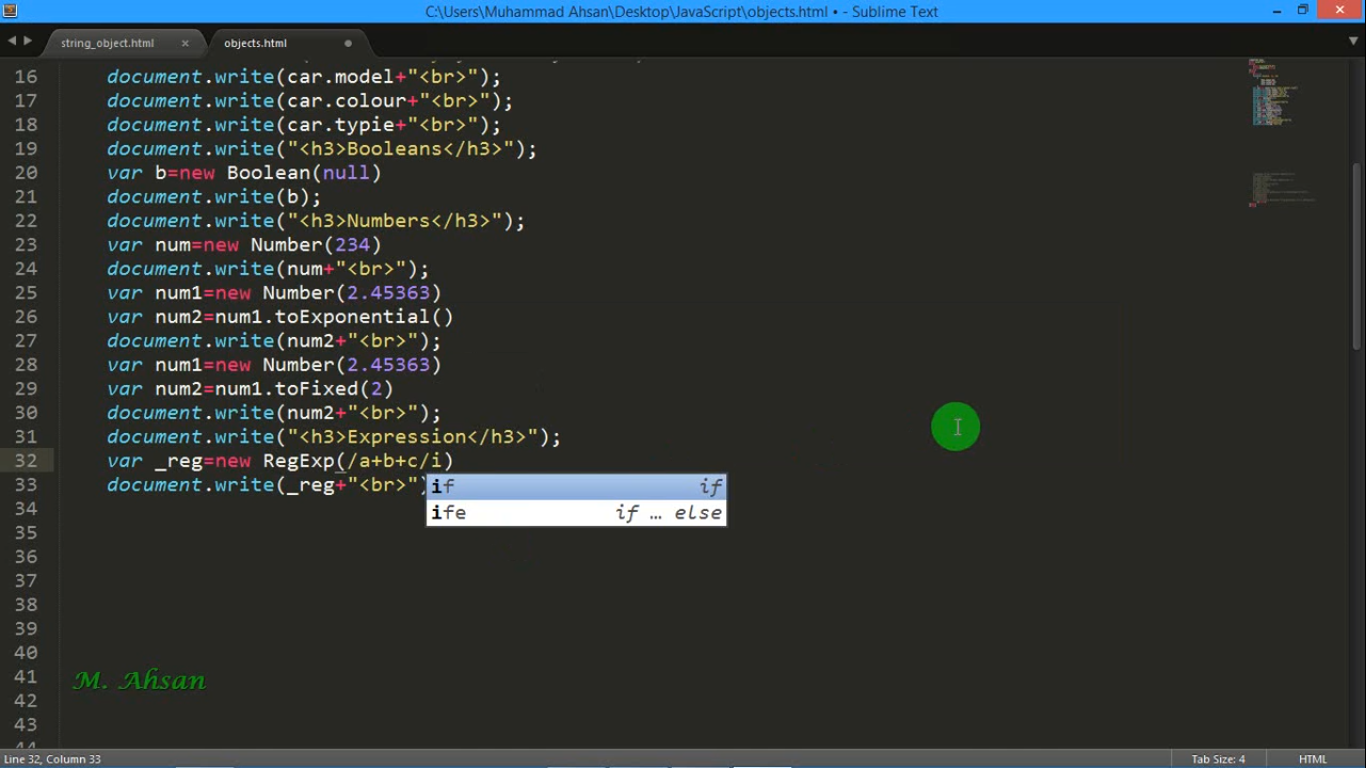 C:\Users\Muhammad Ahsan\Desktop\JavaScript\objects.html • - Sublime Text
string_object.html × objects.html
16 document.write(car.model+"<br>");
17 document.write(car.colour+"<br>");
18 document.write(car.typie+"<br>");
19 document.write("<h3>Booleans</h3>");
20 var b=new Boolean(null)
21 document.write(b);
22 document.write("<h3>Numbers</h3>");
23 var num=new Number(234)
24 document.write(num+"<br>");
25 var num1=new Number(2.45363)
26 var num2=num1.toExponential()
27 document.write(num2+"<br>");
28 var num1=new Number(2.45363)
29 var num2=num1.toFixed(2)
30 document.write(num2+"<br>");
31 document.write("<h3>Expression</h3>");
32 var _reg=new RegExp(/a+b+c/i)
if if
33 document.write(_reg+"<br>")
ife if … else
34
35
36
37
38
39
40
41
M. Ahsan
42
43
44
Line 32, Column 33 Tab Size: 4 HTML